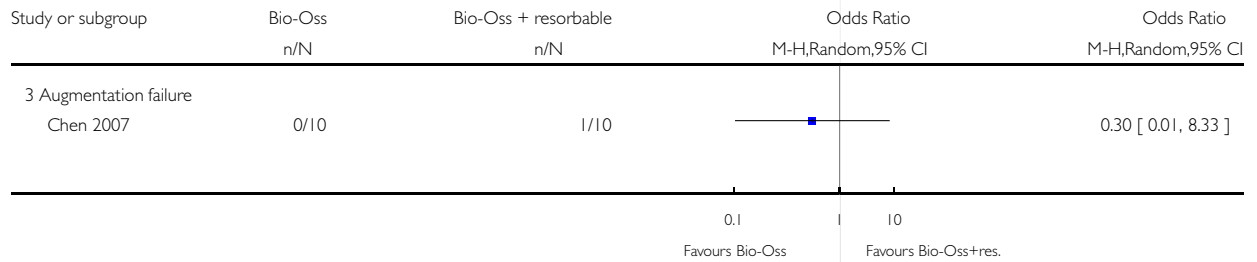 Study or subgroup Bio-Oss Bio-Oss + resorbable Odds Ratio Odds Ratio
n/N n/N M-H,Random,95% CI M-H,Random,95% CI
3 Augmentation failure
Chen 2007 0/10 1/10 0.30 [ 0.01, 8.33 ]
0.1 1 10
Favours Bio-Oss Favours Bio-Oss+res.